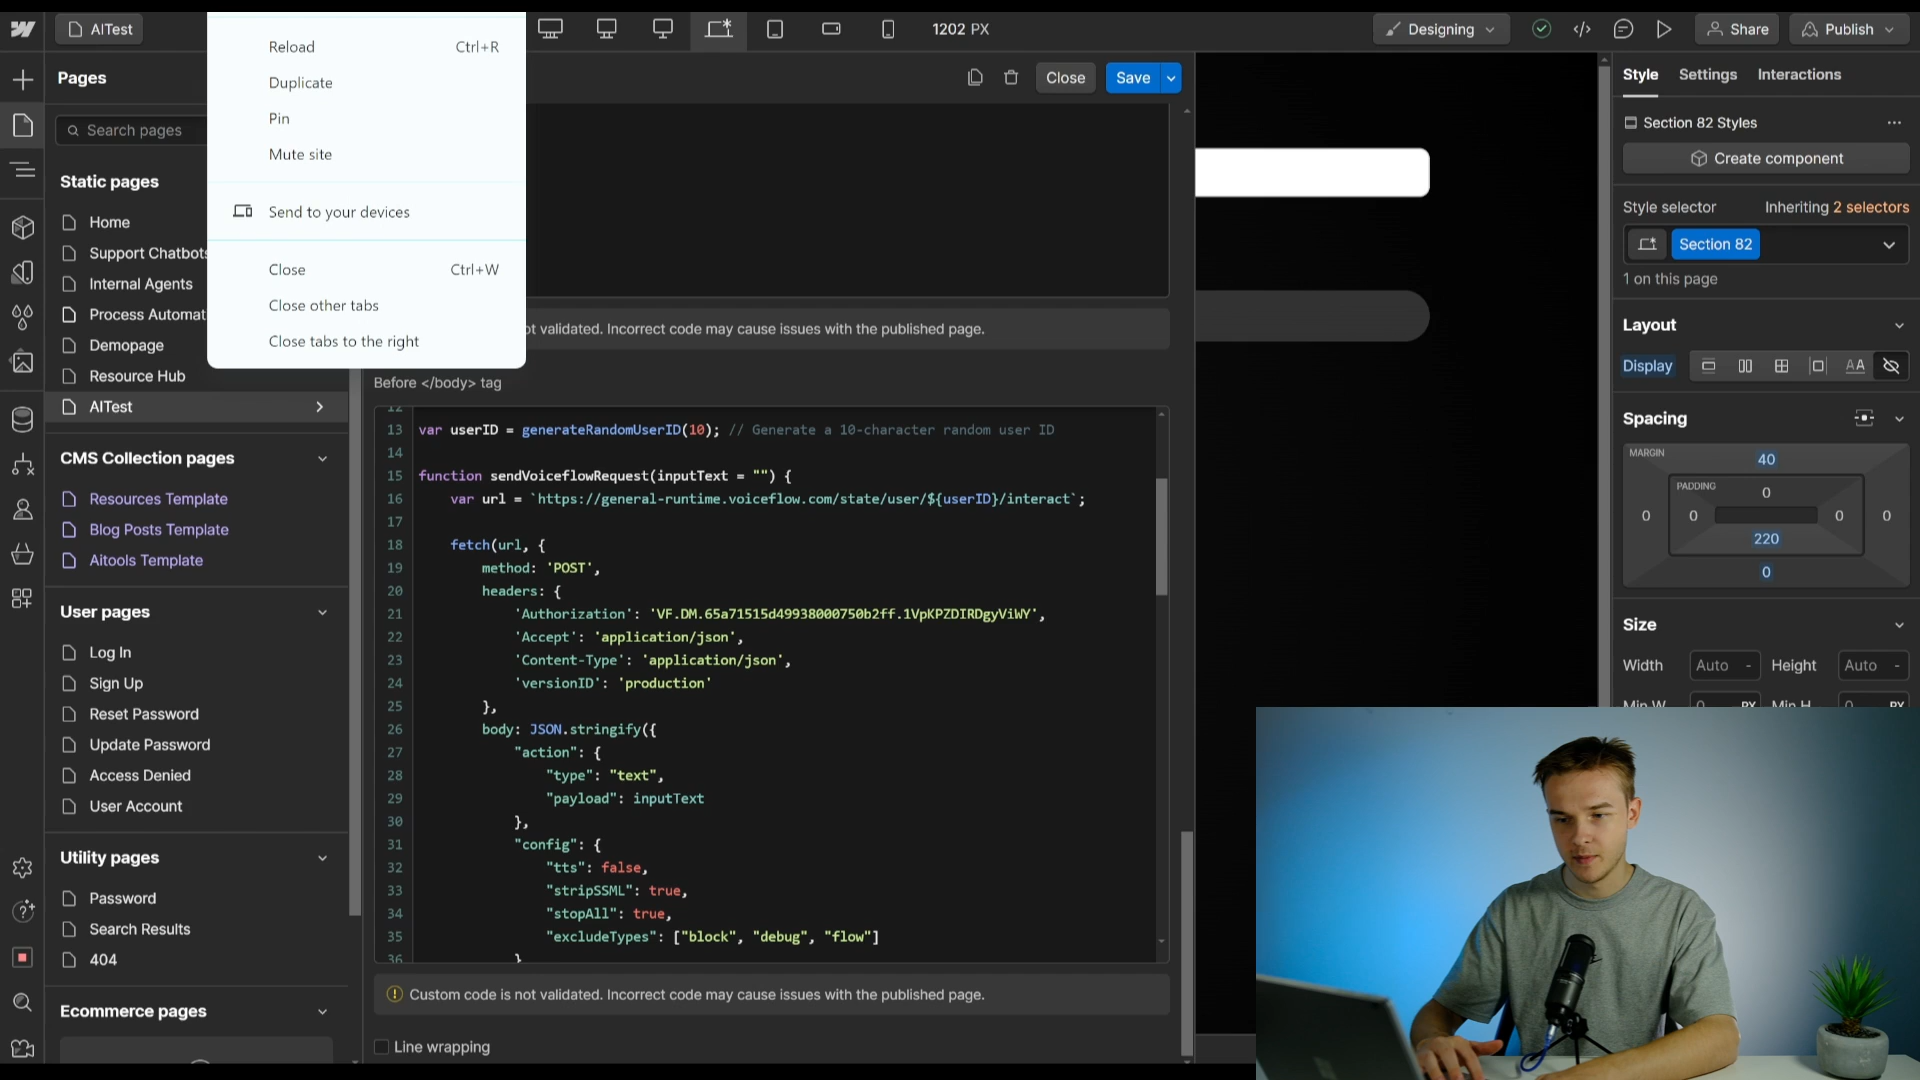 AITest
1202 PX
Designing
Share
Publish
Pages
Search pages
Static pages
Home
Support Chatbots
Internal Agents
Process Automat
Demopage
Resource Hub
AITest
CMS Collection pages
Resources Template
Blog Posts Template
Aitools Template
User pages
Log In
Sign Up
Reset Password
Update Password
Access Denied
User Account
Utility pages
Password
Search Results
404
Ecommerce pages
Reload Ctrl+R
Duplicate
Pin
Mute site
Send to your devices
Close Ctrl+W
Close other tabs
Close tabs to the right
Close
Save
ot validated. Incorrect code may cause issues with the published page.
Before </body> tag
12
13 var userID = generateRandomUserID(10); // Generate a 10-character random user ID
14
15 function sendVoiceflowRequest(inputText = "") {
16 var url = `https://general-runtime.voiceflow.com/state/user/${userID}/interact`;
17
18 fetch(url, {
19 method: 'POST',
20 headers: {
21 'Authorization': 'VF.DM.65a71515d49938000750b2ff.1VpKPZDIRDgyViWY',
22 'Accept': 'application/json',
23 'Content-Type': 'application/json',
24 'versionID': 'production'
25 },
26 body: JSON.stringify({
27 "action": {
28 "type": "text",
29 "payload": inputText
30 },
31 "config": {
32 "tts": false,
33 "stripSSML": true,
34 "stopAll": true,
35 "excludeTypes": ["block", "debug", "flow"]
36 }
Custom code is not validated. Incorrect code may cause issues with the published page.
Line wrapping
Style Settings Interactions
Section 82 Styles
Create component
Style selector Inheriting 2 selectors
Section 82
1 on this page
Layout
Display
AA
Spacing
MARGIN
40
PADDING
0
0 0 0 0
220
0
Size
Width Auto - Height Auto -
Min W 0 PX Min H 0 PX